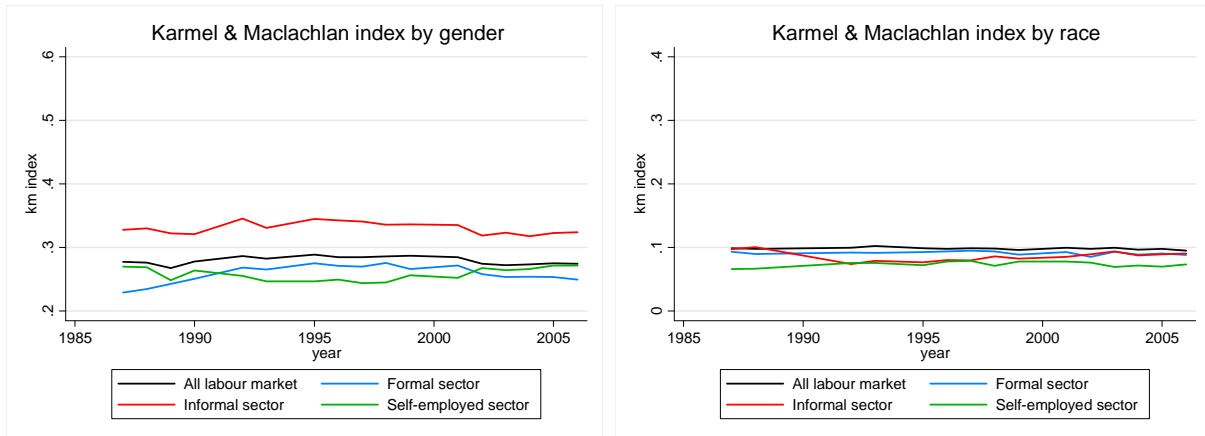 Karmel & Maclachlan index by gender
.6
.5
.4
.3
.2
km index
1985 1990 1995 2000 2005
year
All labour market Formal sector
Informal sector Self-employed sector
Karmel & Maclachlan index by race
.4
.3
.2
.1
0
km index
1985 1990 1995 2000 2005
year
All labour market Formal sector
Informal sector Self-employed sector